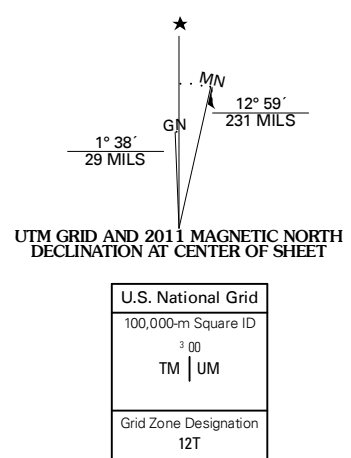 ★
MN
GN
12° 59´
231 MILS
1° 38´
29 MILS
UTM GRID AND 2011 MAGNETIC NORTH
DECLINATION AT CENTER OF SHEET
U.S. National Grid
100,000-m Square ID
3 00
TM | UM
Grid Zone Designation
12T